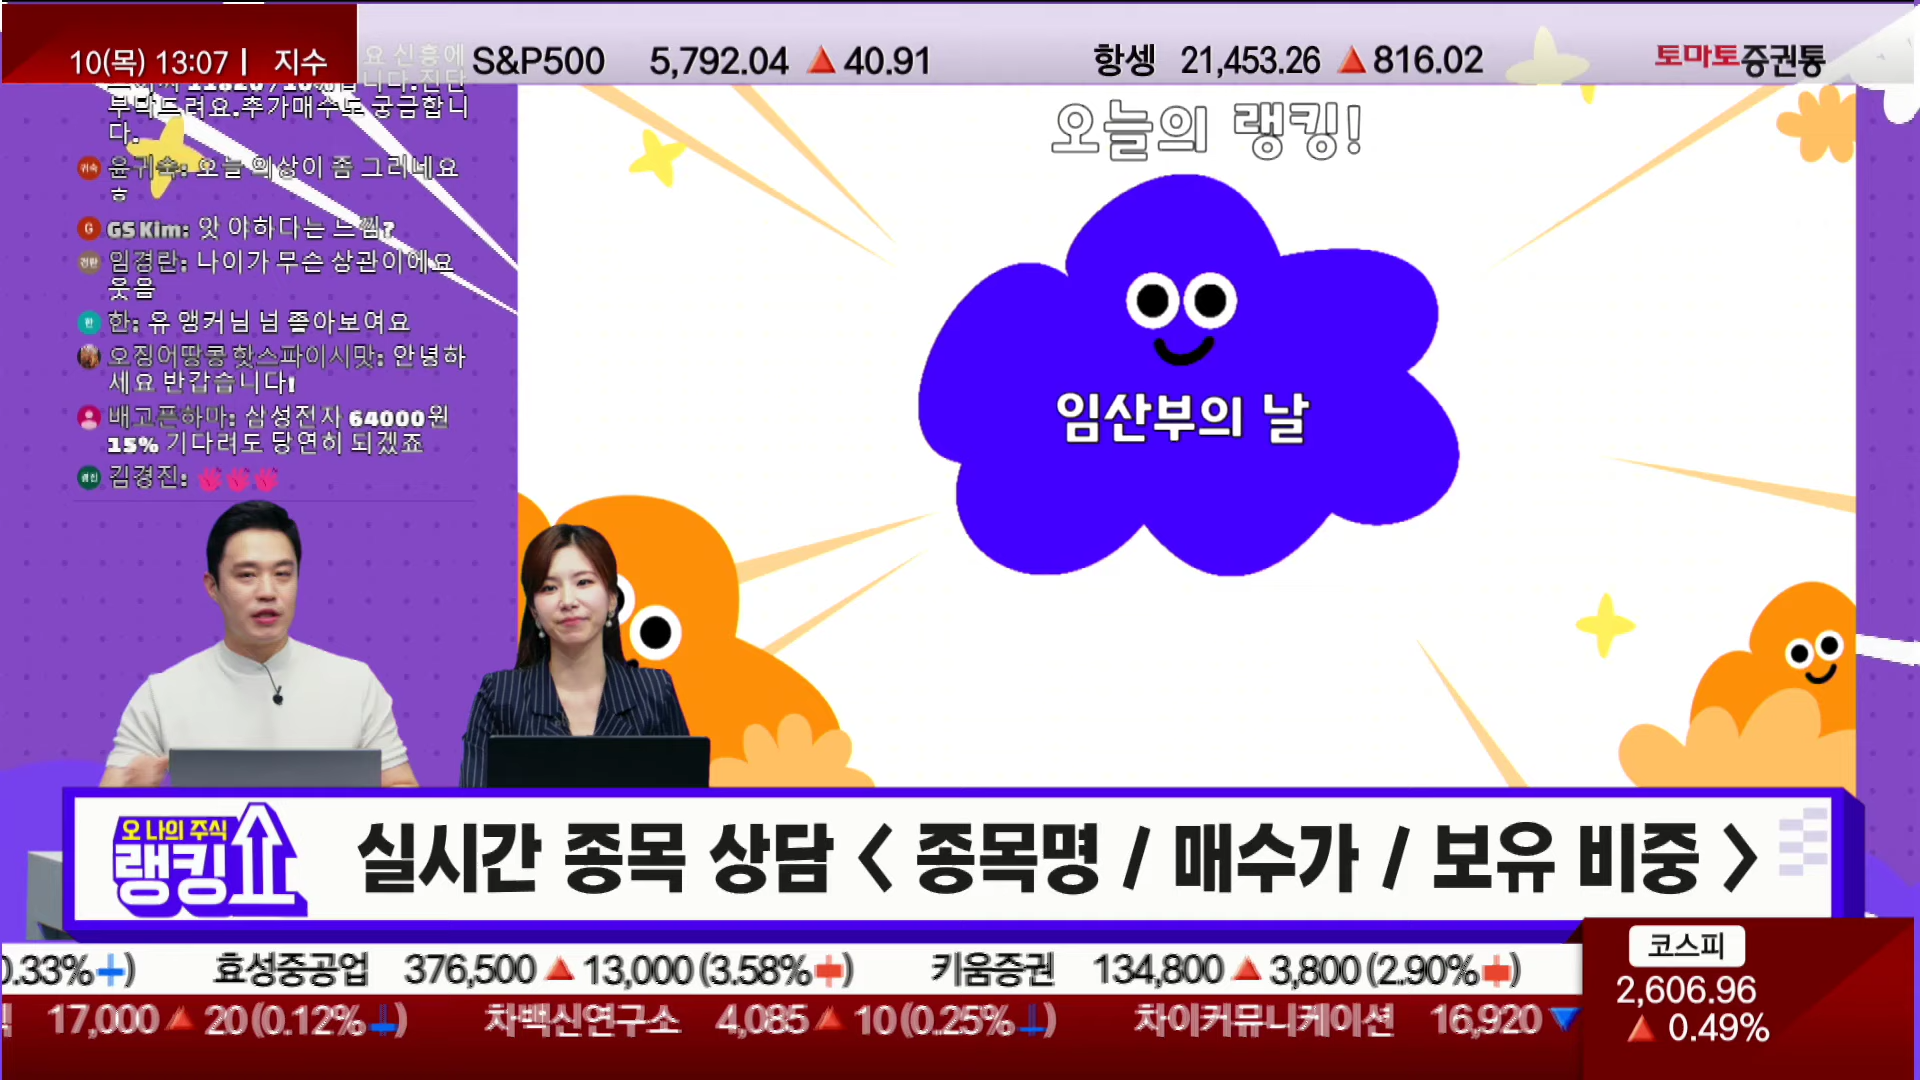 10(목) 13:07 | 지수
S&P500 5,792.04 ▲ 40.91
항셍 21,453.26 ▲ 816.02
토마토증권통
요 신흥에
부탁드려요.추가매수도 궁금합니
다.
윤귀숙: 오늘 의상이 좀 그러네요
ㅎ
GS Kim: 앗 야하다는 느낌?
임경란: 나이가 무슨 상관이에요
웃음
한: 유 앵커님 넘 좋아보여요
오징어땅콩 핫스파이시맛: 안녕하
세요 반갑습니다!
배고픈하마: 삼성전자 64000원
15% 기다려도 당연히 되겠죠
김경진:
오늘의 랭킹!
임산부의 날
오 나의 주식
랭킹쇼
실시간 종목 상담 < 종목명 / 매수가 / 보유 비중 >
0.33% ) 효성중공업 376,500 ▲ 13,000 (3.58% ) 키움증권 134,800 ▲ 3,800 (2.90% )
17,000 ▲ 20 (0.12% ) 차백신연구소 4,085 ▲ 10 (0.25% ) 차이커뮤니케이션 16,920 ▼
코스피
2,606.96
▲ 0.49%